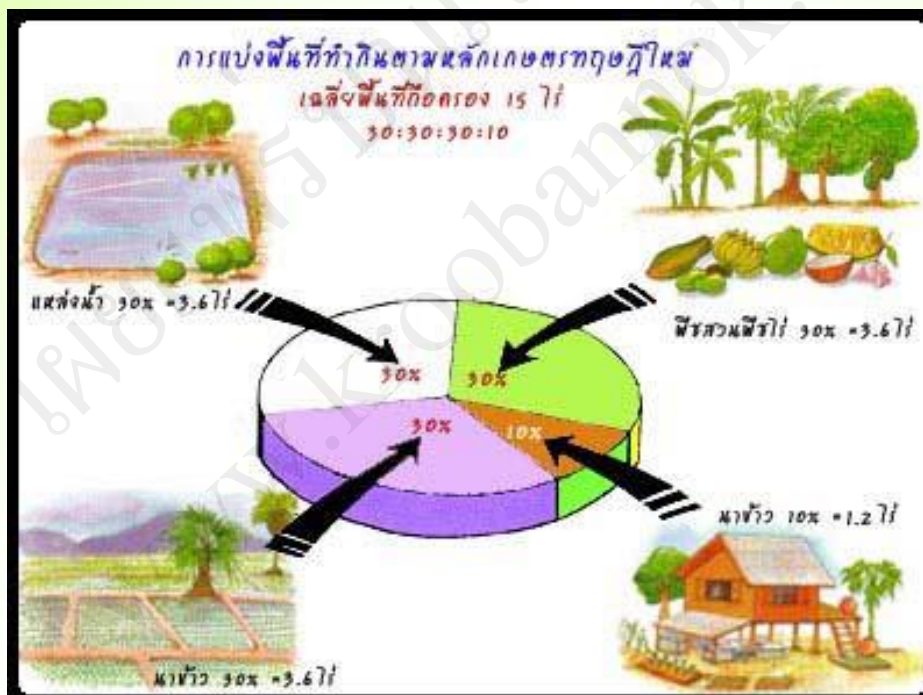 การแบ่งพื้นที่ทำกินตามหลักเกษตรทฤษฎีใหม่
เฉลี่ยพื้นที่ถือครอง 15 ไร่
30:30:30:10
แหล่งน้ำ 30% =3.6ไร่
พืชสวนพืชไร่ 30% =3.6ไร่
30%
30%
30%
10%
นาข้าว 10% =1.2ไร่
นาข้าว 30% =3.6ไร่